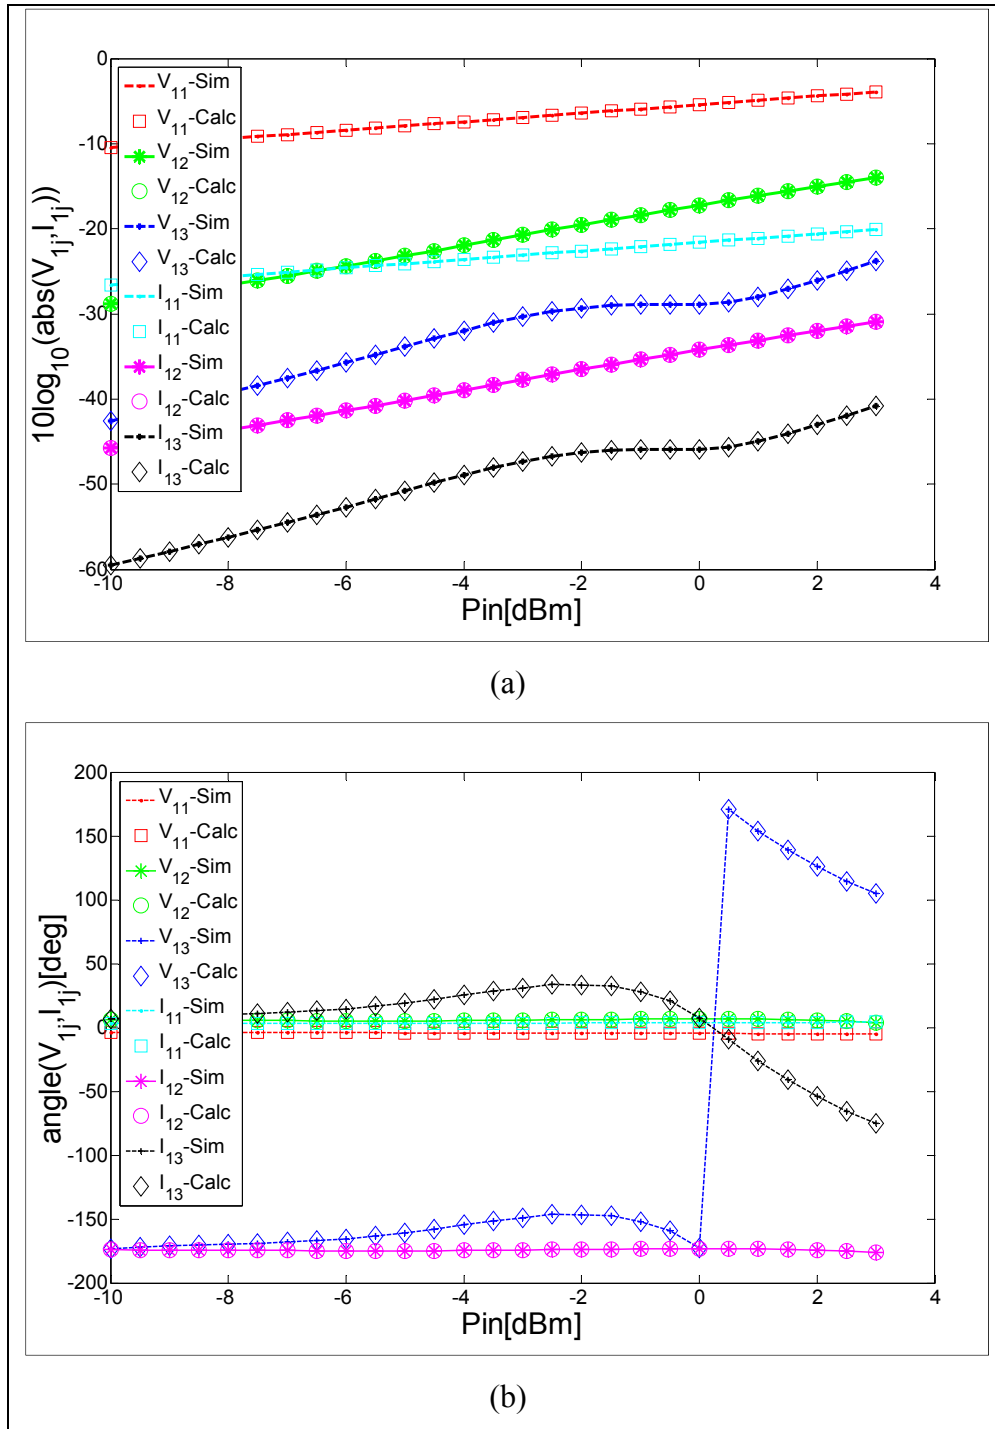 0
-10
-20
-30
-40
-50
-60
10log10(abs(V1j,I1j))
V11-Sim
V11-Calc
V12-Sim
V12-Calc
V13-Sim
V13-Calc
I11-Sim
I11-Calc
I12-Sim
I12-Calc
I13-Sim
I13-Calc
-10 -8 -6 -4 -2 0 2 4
Pin[dBm]
(a)
200
150
100
50
0
-50
-100
-150
-200
angle(V1j,I1j)[deg]
V11-Sim
V11-Calc
V12-Sim
V12-Calc
V13-Sim
V13-Calc
I11-Sim
I11-Calc
I12-Sim
I12-Calc
I13-Sim
I13-Calc
-10 -8 -6 -4 -2 0 2 4
Pin[dBm]
(b)